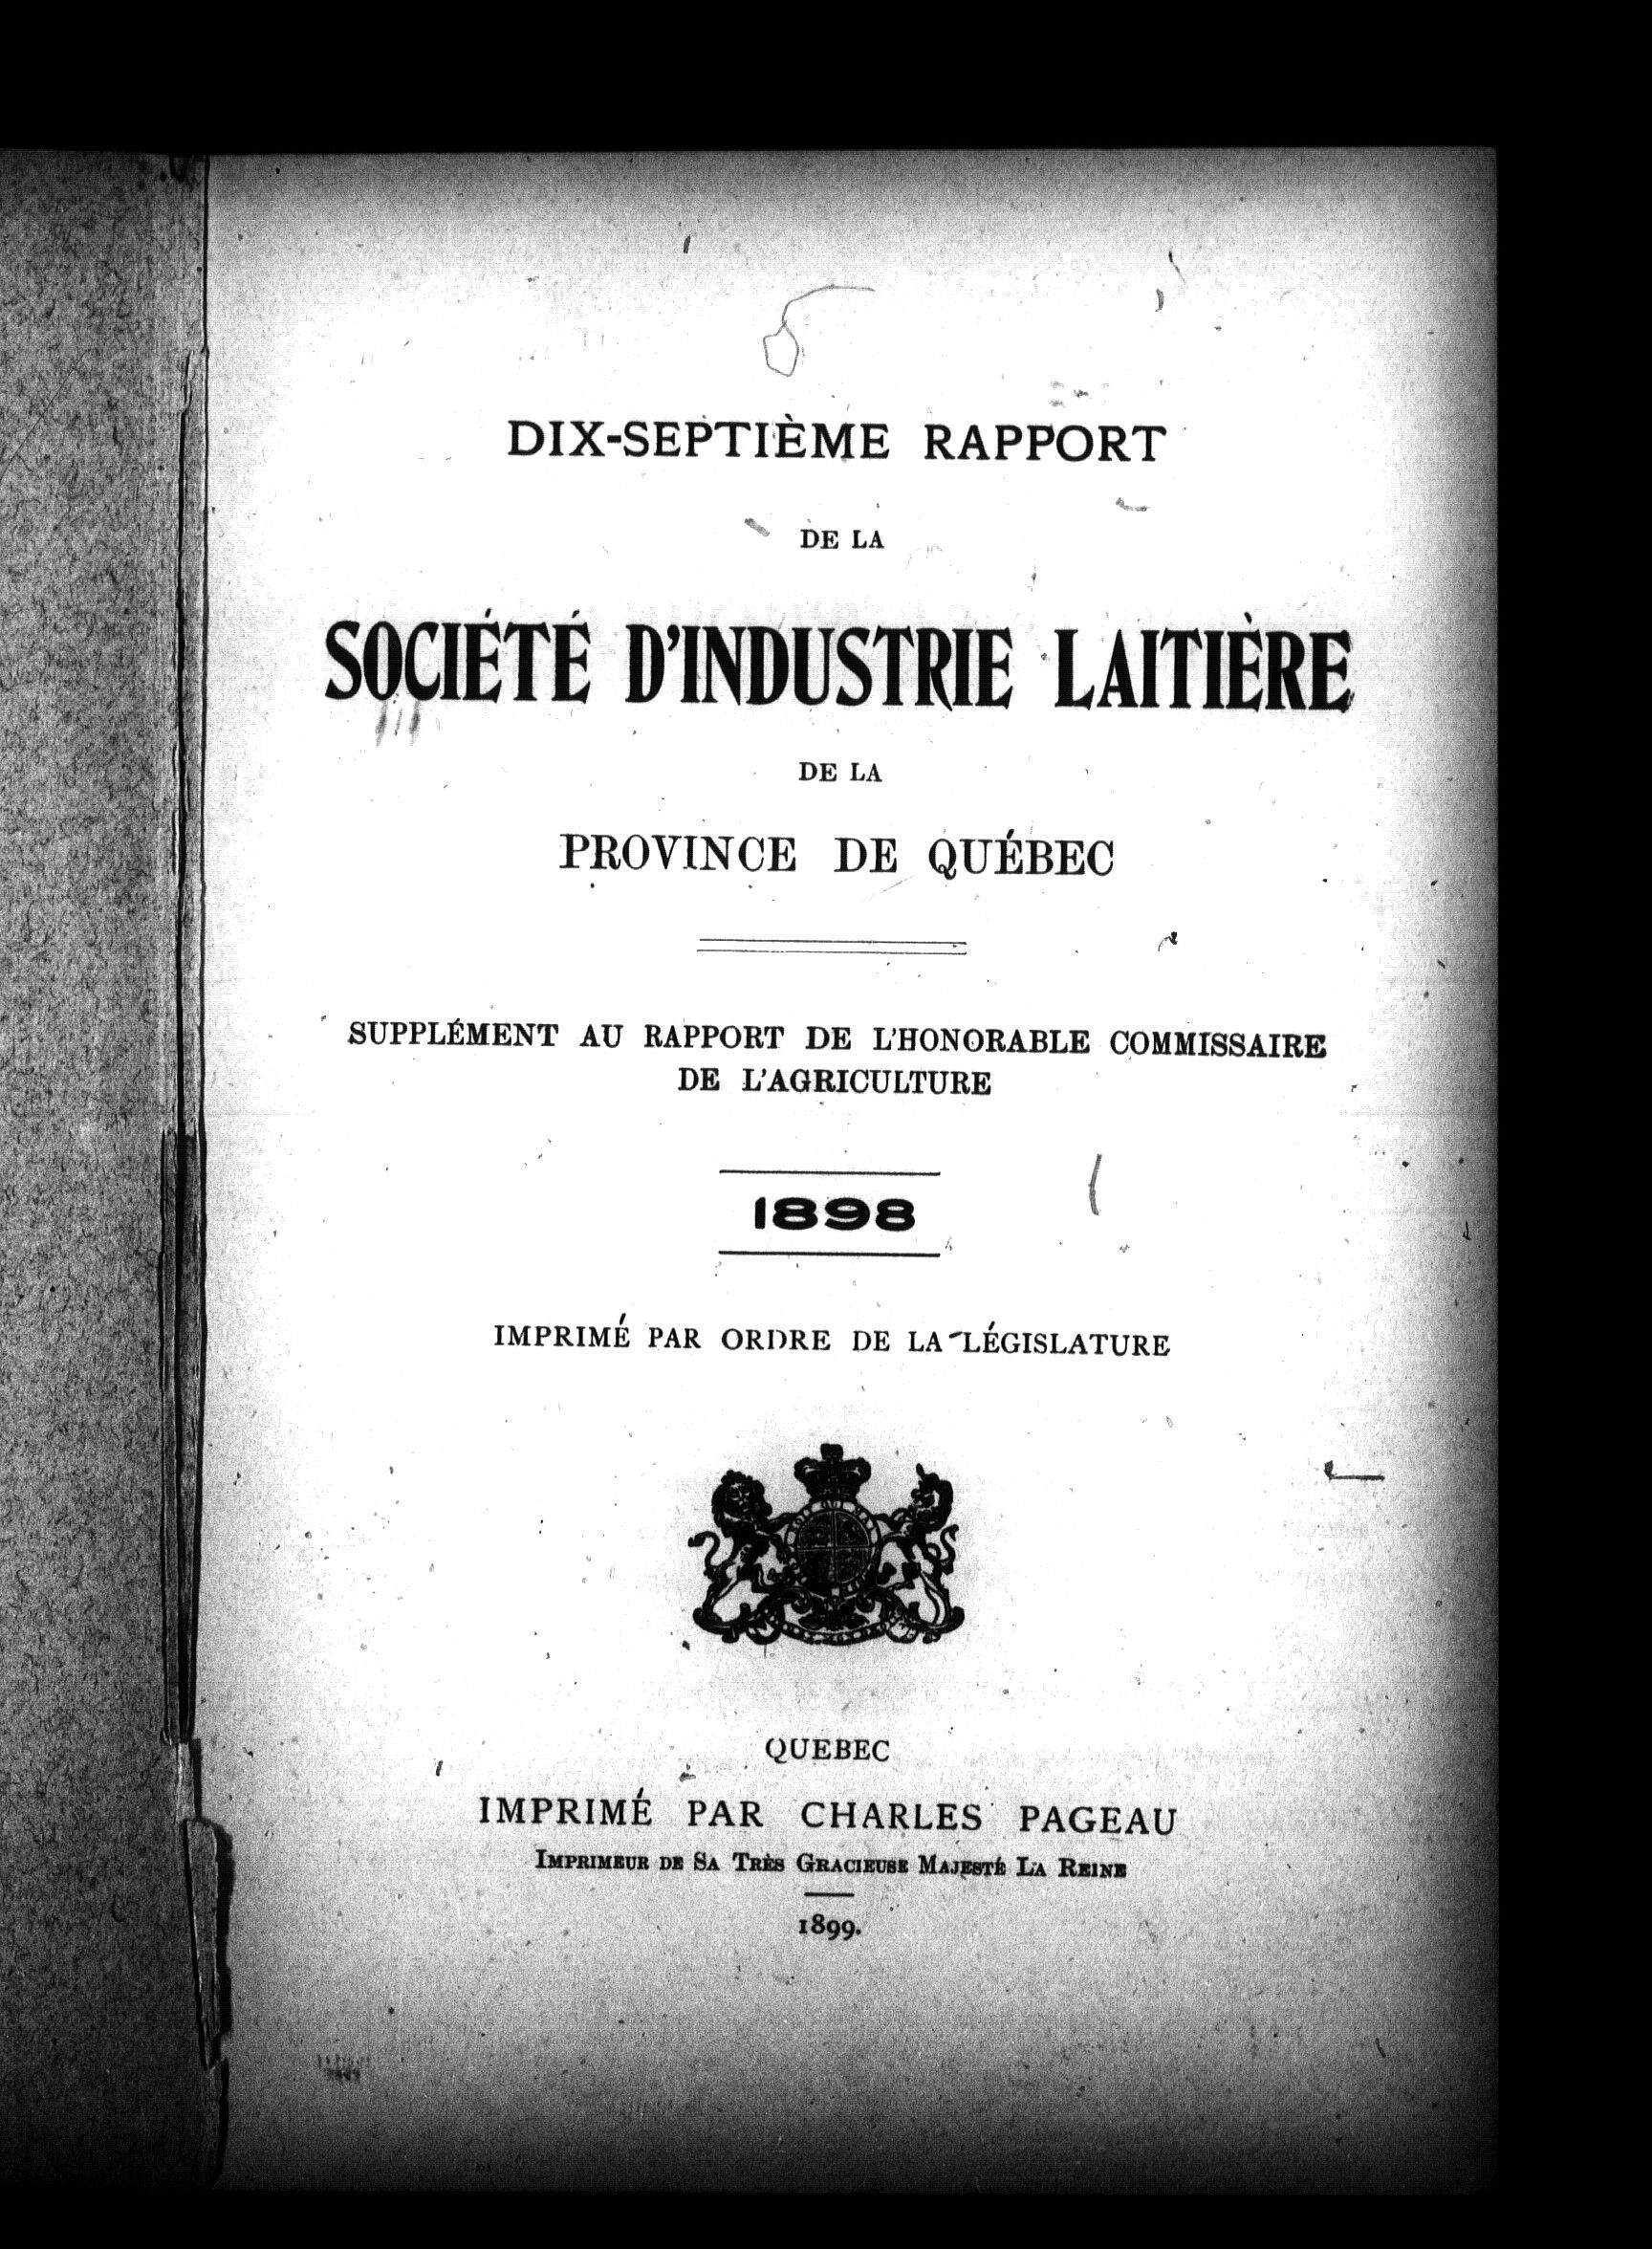 DIX-SEPTIÈME RAPPORT
DE LA
SOCIÉTÉ D'INDUSTRIE LAITIÈRE
DE LA
PROVINCE DE QUÉBEC
SUPPLÉMENT AU RAPPORT DE L'HONORABLE COMMISSAIRE
DE L'AGRICULTURE
1898
IMPRIMÉ PAR ORDRE DE LA LÉGISLATURE
QUEBEC
IMPRIMÉ PAR CHARLES PAGEAU
IMPRIMEUR DE SA TRÈS GRACIEUSE MAJESTÉ LA REINE
1899.